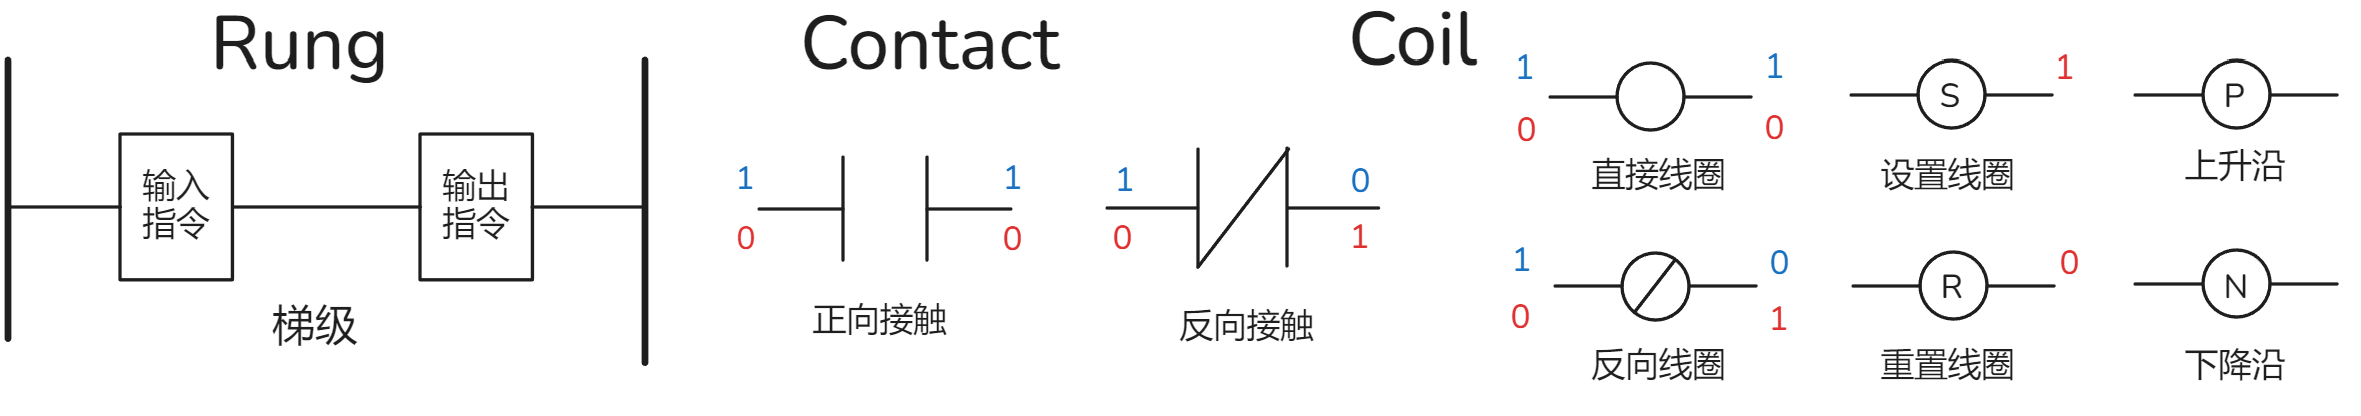 Rung
输入
指令
输出
指令
梯级
Contact
1
0
1
0
正向接触
1
0
0
1
反向接触
Coil
1
0
1
0
直接线圈
S
1
设置线圈
P
上升沿
1
0
0
1
反向线圈
R
0
重置线圈
N
下降沿